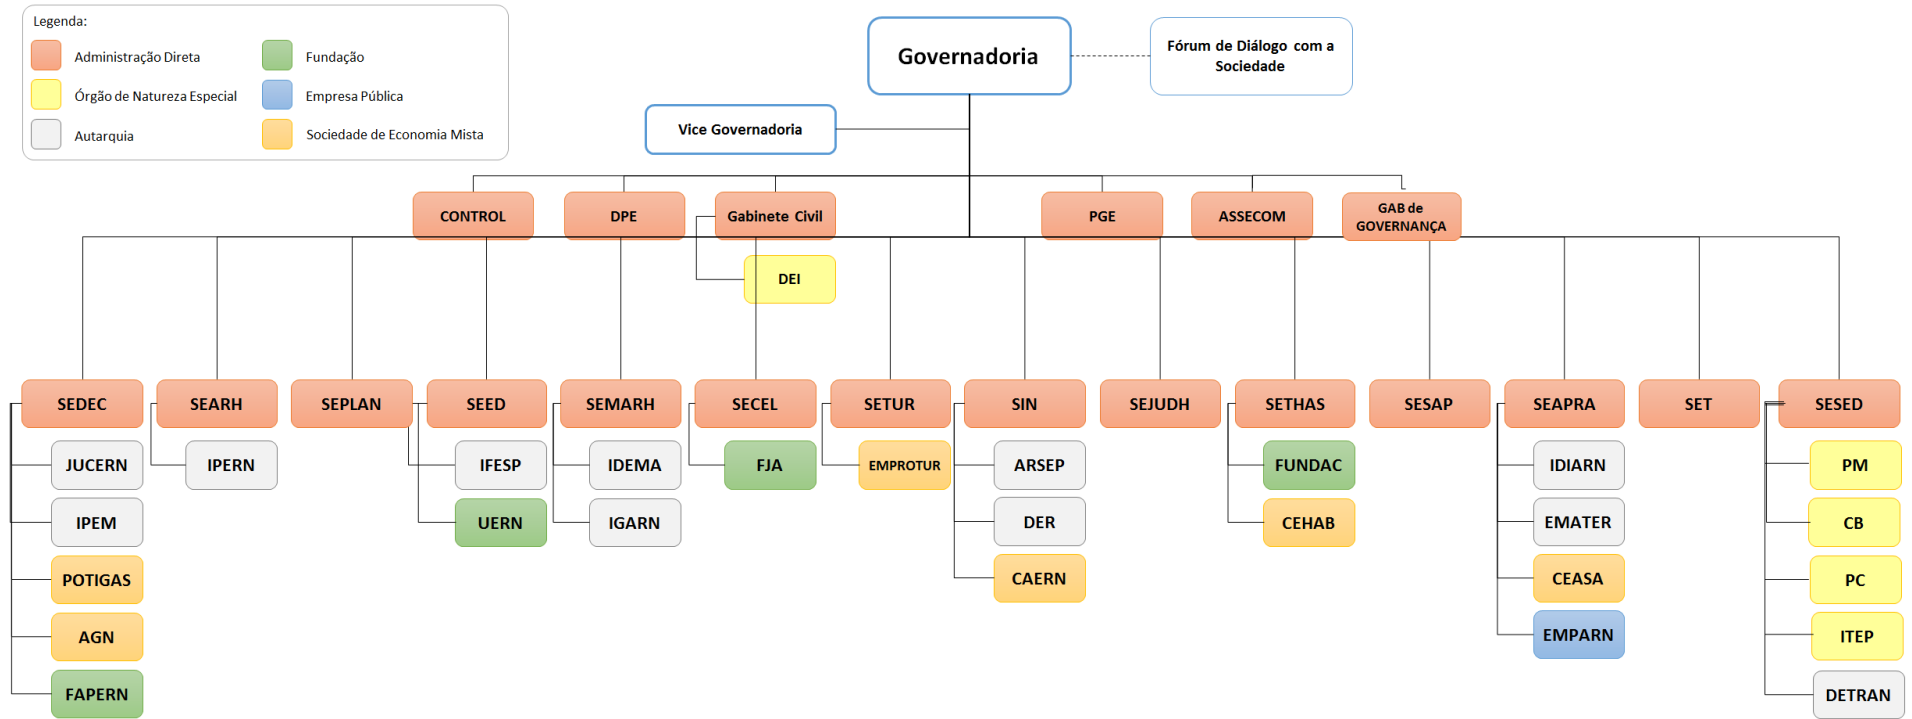 Legenda:
Administração Direta
Fundação
Órgão de Natureza Especial
Empresa Pública
Autarquia
Sociedade de Economia Mista
Governadoria
Fórum de Diálogo com a
Sociedade
Vice Governadoria
CONTROL
DPE
Gabinete Civil
PGE
ASSECOM
GAB de
GOVERNANÇA
DEI
SEDEC
SEARH
SEPLAN
SEED
SEMARH
SECEL
SETUR
SIN
SEJUDH
SETHAS
SESAP
SEAPRA
SET
SESED
JUCERN
IPERN
IFESP
IDEMA
FJA
EMPROTUR
ARSEP
FUNDAC
IDIARN
PM
IPEM
UERN
IGARN
DER
CEHAB
EMATER
CB
POTIGAS
CAERN
CEASA
PC
AGN
EMPARN
ITEP
FAPERN
DETRAN